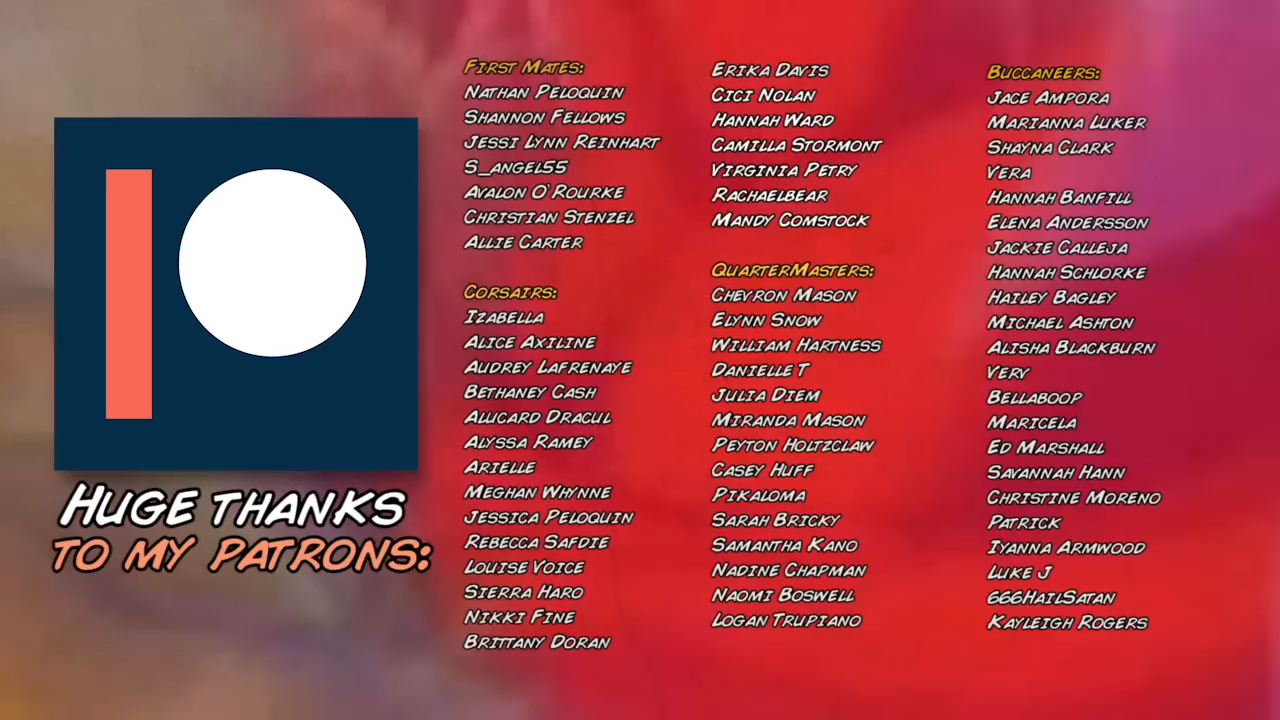 Huge thanks
to my patrons:
First Mates:
Nathan Peloquin
Shannon Fellows
Jessi Lynn Reinhart
S_angel55
Avalon O'Rourke
Christian Stenzel
Allie Carter
Corsairs:
Izabella
Alice Axiline
Audrey Lafrenaye
Bethaney Cash
Alucard Dracul
Alyssa Ramey
Arielle
Meghan Whynne
Jessica Peloquin
Rebecca Safdie
Louise Voice
Sierra Haro
Nikki Fine
Brittany Doran
Erika Davis
Cici Nolan
Hannah Ward
Camilla Stormont
Virginia Petry
Rachaelbear
Mandy Comstock
QuarterMasters:
Chevron Mason
Elynn Snow
William Hartness
Danielle T
Julia Diem
Miranda Mason
Peyton Holtzclaw
Casey Huff
Pikaloma
Sarah Bricky
Samantha Kano
Nadine Chapman
Naomi Boswell
Logan Trupiano
Buccaneers:
Jace Ampora
Marianna Luker
Shayna Clark
Vera
Hannah Banfill
Elena Andersson
Jackie Calleja
Hannah Schlorke
Hailey Bagley
Michael Ashton
Alisha Blackburn
Very
Bellaboop
Maricela
Ed Marshall
Savannah Hann
Christine Moreno
Patrick
Iyanna Armwood
Luke J
666HailSatan
Kayleigh Rogers